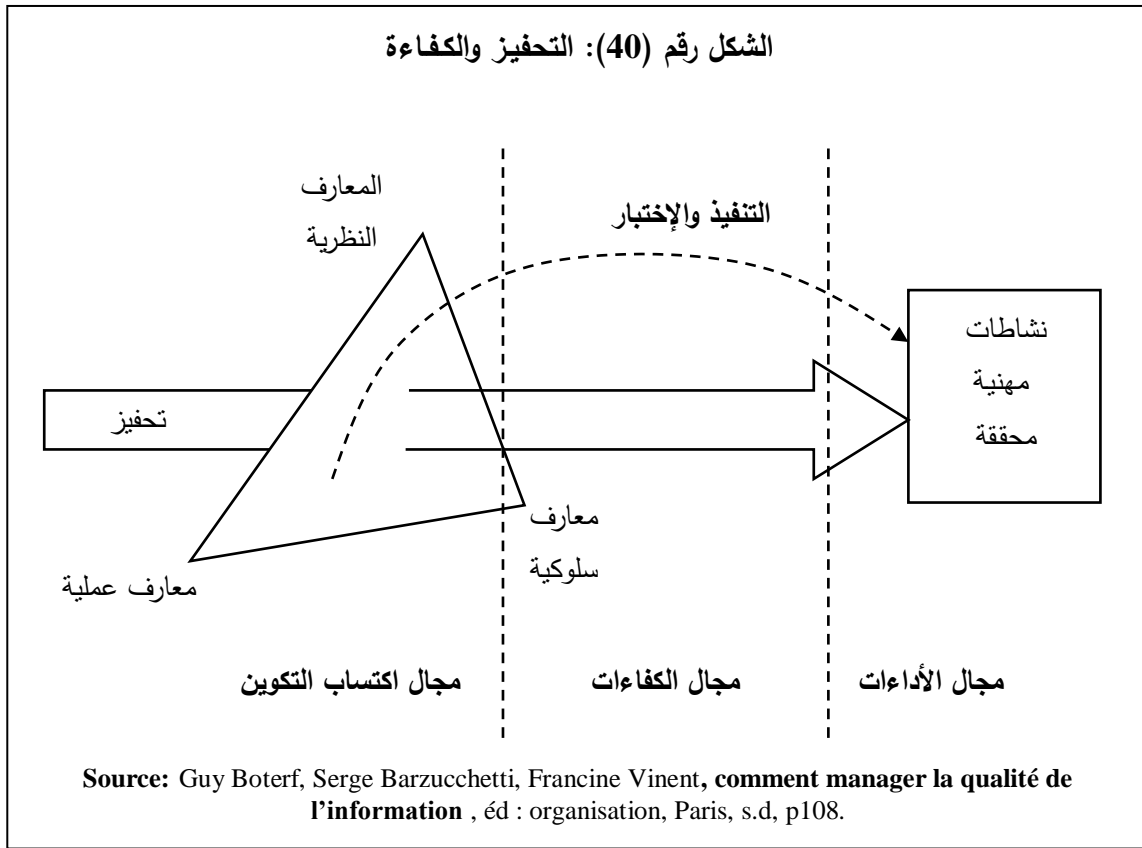 الشكل رقم (40): التحفيز والكفاءة
المعارف
النظرية
التنفيذ والإختبار
نشاطات
مهنية
محققة
تحفيز
معارف
سلوكية
معارف عملية
مجال اكتساب التكوين
مجال الكفاءات
مجال الأداءات
Source: Guy Boterf, Serge Barzucchetti, Francine Vinent, comment manager la qualité de
l’information , éd : organisation, Paris, s.d, p108.